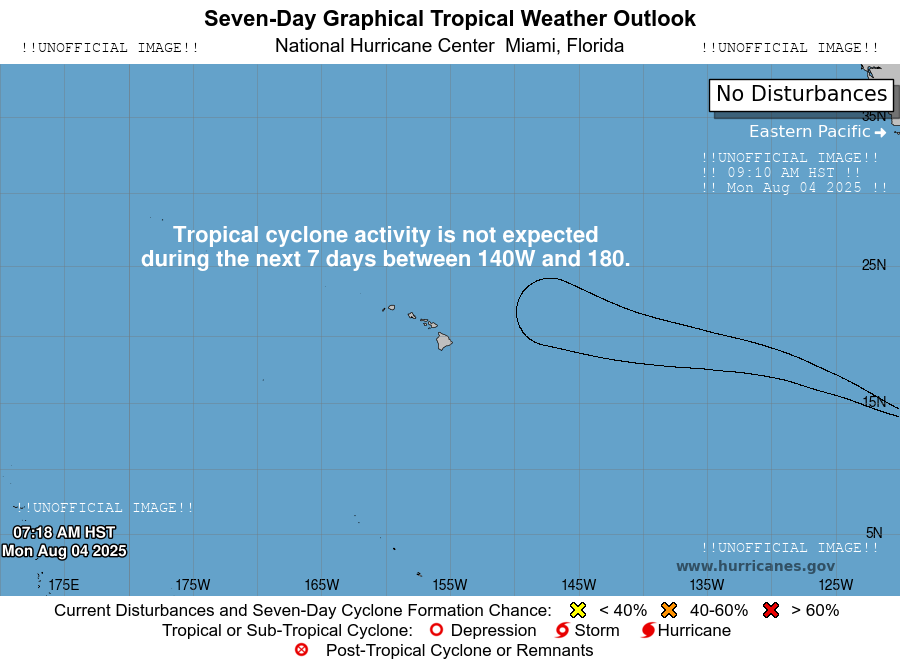 Seven-Day Graphical Tropical Weather Outlook
!!UNOFFICIAL IMAGE!! National Hurricane Center Miami, Florida !!UNOFFICIAL IMAGE!!
No Disturbances
35N
Eastern Pacific
!!UNOFFICIAL IMAGE!!
!! 09:10 AM HST !!
!! Mon Aug 04 2025 !!
Tropical cyclone activity is not expected
during the next 7 days between 140W and 180.
25N
15N
!!UNOFFICIAL IMAGE!!
07:18 AM HST
Mon Aug 04 2025
5N
!!UNOFFICIAL IMAGE!!
www.hurricanes.gov
175E 175W 165W 155W 145W 135W 125W
Current Disturbances and Seven-Day Cyclone Formation Chance: < 40% 40-60% > 60%
Tropical or Sub-Tropical Cyclone: Depression Storm Hurricane
Post-Tropical Cyclone or Remnants